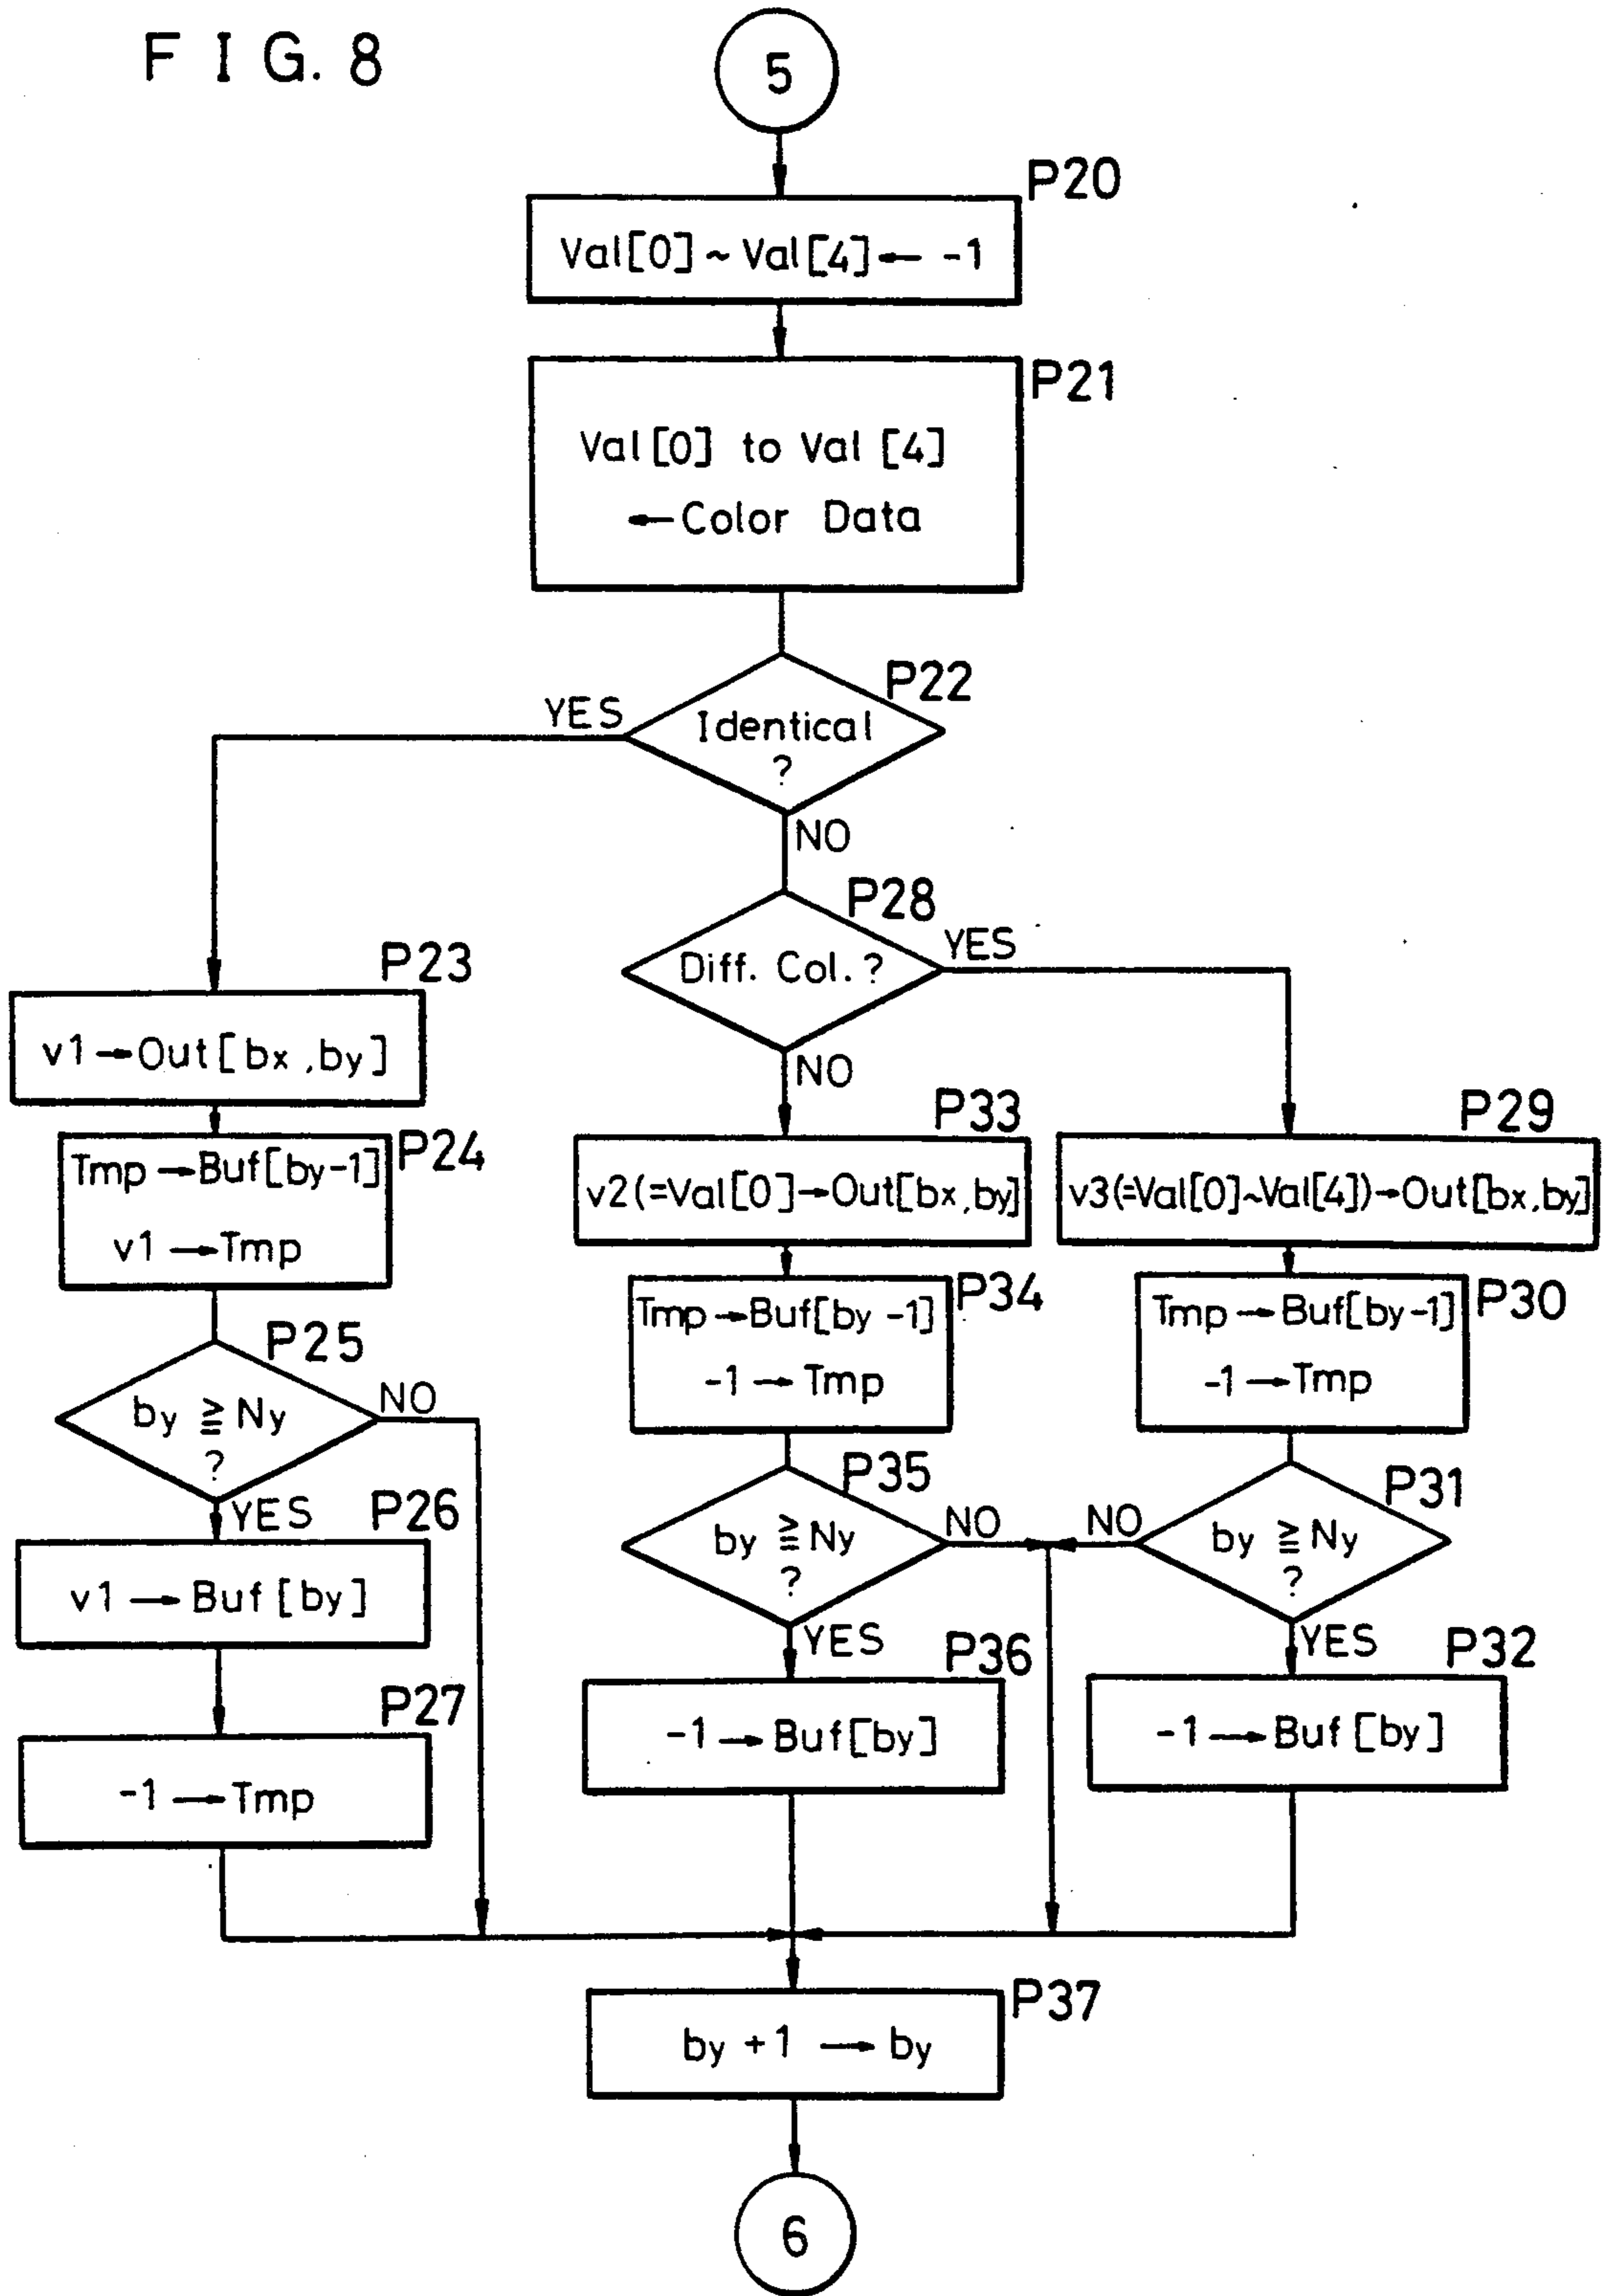 FIG. 8
5
P20
Val[0] ~ Val[4] ← -1
P21
Val[0] to Val [4]
← Color Data
P22
YES
Identical
?
NO
P28
YES
Diff. Col. ?
NO
P23
v1 → Out[bx, by]
P24
Tmp → Buf[by-1]
v1 → Tmp
P25
NO
by ≧ Ny
?
YES
P26
v1 → Buf[by]
P27
-1 → Tmp
P33
v2(=Val[0] → Out[bx, by]
P34
Tmp → Buf[by-1]
-1 → Tmp
P35
NO
by ≧ Ny
?
YES
P36
-1 → Buf[by]
P29
v3(=Val[0]~Val[4]) → Out[bx, by]
P30
Tmp → Buf[by-1]
-1 → Tmp
P31
NO
by ≧ Ny
?
YES
P32
-1 → Buf[by]
P37
by +1 → by
6